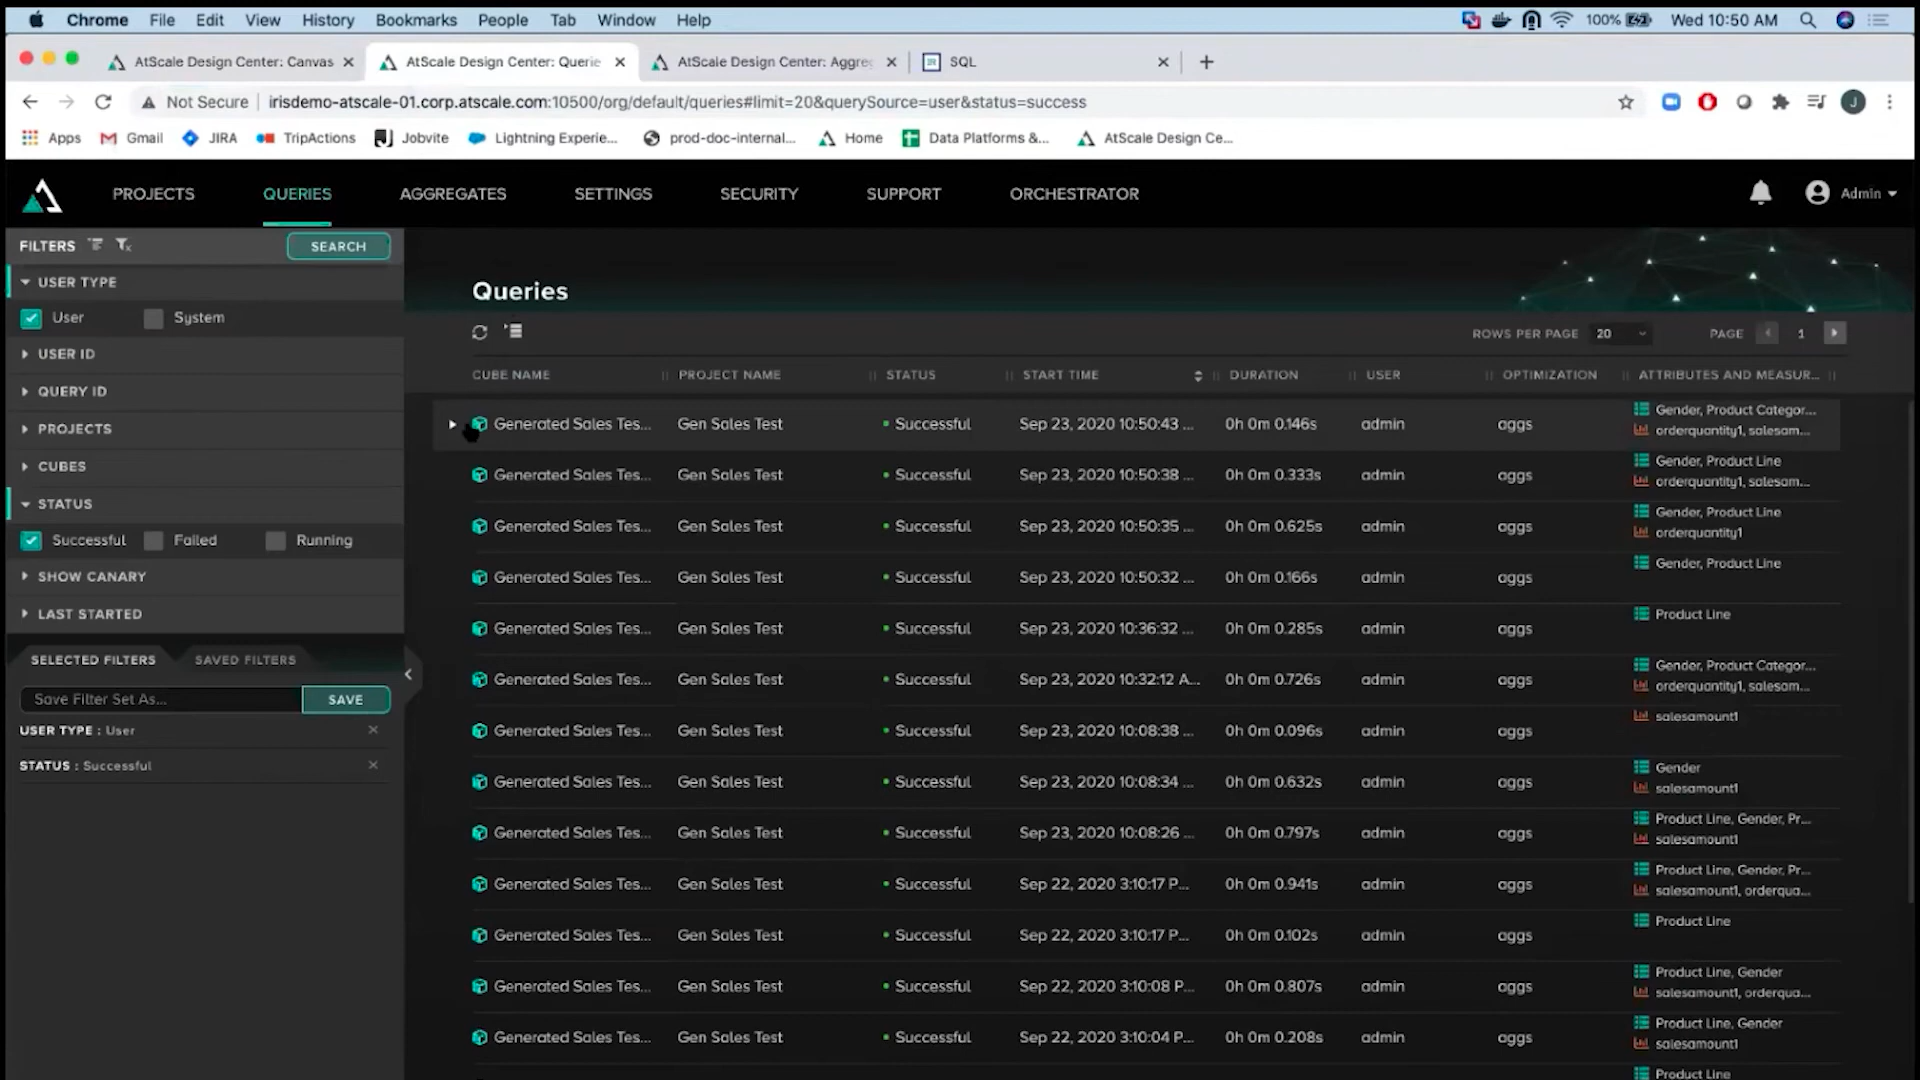 Chrome File Edit View History Bookmarks People Tab Window Help 100% Wed 10:50 AM
AtScale Design Center: Canvas AtScale Design Center: Querie AtScale Design Center: Aggre SQL
Not Secure irisdemo-atscale-01.corp.atscale.com:10500/org/default/queries#limit=20&querySource=user&status=success J
Apps Gmail JIRA TripActions Jobvite Lightning Experie... prod-doc-internal... Home Data Platforms &... AtScale Design Ce...
PROJECTS QUERIES AGGREGATES SETTINGS SECURITY SUPPORT ORCHESTRATOR Admin
FILTERS SEARCH
USER TYPE
User System
USER ID
QUERY ID
PROJECTS
CUBES
STATUS
Successful Failed Running
SHOW CANARY
LAST STARTED
SELECTED FILTERS SAVED FILTERS
Save Filter Set As... SAVE
USER TYPE : User
STATUS : Successful
Queries
ROWS PER PAGE 20 PAGE 1
CUBE NAME PROJECT NAME STATUS START TIME DURATION USER OPTIMIZATION ATTRIBUTES AND MEASUR...
Generated Sales Tes... Gen Sales Test Successful Sep 23, 2020 10:50:43 ... 0h 0m 0.146s admin aggs Gender, Product Categor...
orderquantity1, salesam...
Generated Sales Tes... Gen Sales Test Successful Sep 23, 2020 10:50:38 ... 0h 0m 0.333s admin aggs Gender, Product Line
orderquantity1, salesam...
Generated Sales Tes... Gen Sales Test Successful Sep 23, 2020 10:50:35 ... 0h 0m 0.625s admin aggs Gender, Product Line
orderquantity1
Generated Sales Tes... Gen Sales Test Successful Sep 23, 2020 10:50:32 ... 0h 0m 0.166s admin aggs Gender, Product Line
Generated Sales Tes... Gen Sales Test Successful Sep 23, 2020 10:36:32 ... 0h 0m 0.285s admin aggs Product Line
Generated Sales Tes... Gen Sales Test Successful Sep 23, 2020 10:32:12 A... 0h 0m 0.726s admin aggs Gender, Product Categor...
orderquantity1, salesam...
Generated Sales Tes... Gen Sales Test Successful Sep 23, 2020 10:08:38 ... 0h 0m 0.096s admin aggs salesamount1
Generated Sales Tes... Gen Sales Test Successful Sep 23, 2020 10:08:34 ... 0h 0m 0.632s admin aggs Gender
salesamount1
Generated Sales Tes... Gen Sales Test Successful Sep 23, 2020 10:08:26 ... 0h 0m 0.797s admin aggs Product Line, Gender, Pr...
salesamount1
Generated Sales Tes... Gen Sales Test Successful Sep 22, 2020 3:10:17 P... 0h 0m 0.941s admin aggs Product Line, Gender, Pr...
salesamount1, orderqua...
Generated Sales Tes... Gen Sales Test Successful Sep 22, 2020 3:10:17 P... 0h 0m 0.102s admin aggs Product Line
Generated Sales Tes... Gen Sales Test Successful Sep 22, 2020 3:10:08 P... 0h 0m 0.807s admin aggs Product Line, Gender
salesamount1, orderqua...
Generated Sales Tes... Gen Sales Test Successful Sep 22, 2020 3:10:04 P... 0h 0m 0.208s admin aggs Product Line, Gender
salesamount1
Product Line